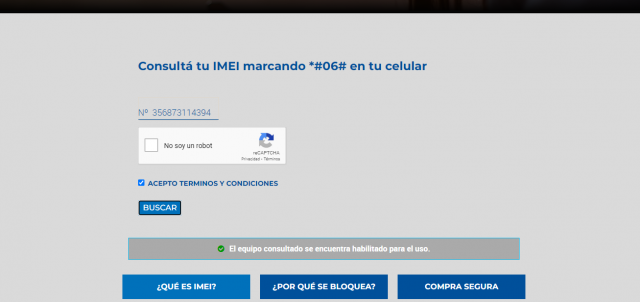 Consultá tu IMEI marcando *#06# en tu celular
Nº 356873114394
No soy un robot
reCAPTCHA
Privacidad - Términos
ACEPTO TERMINOS Y CONDICIONES
BUSCAR
El equipo consultado se encuentra habilitado para el uso.
¿QUÉ ES IMEI? ¿POR QUÉ SE BLOQUEA? COMPRA SEGURA